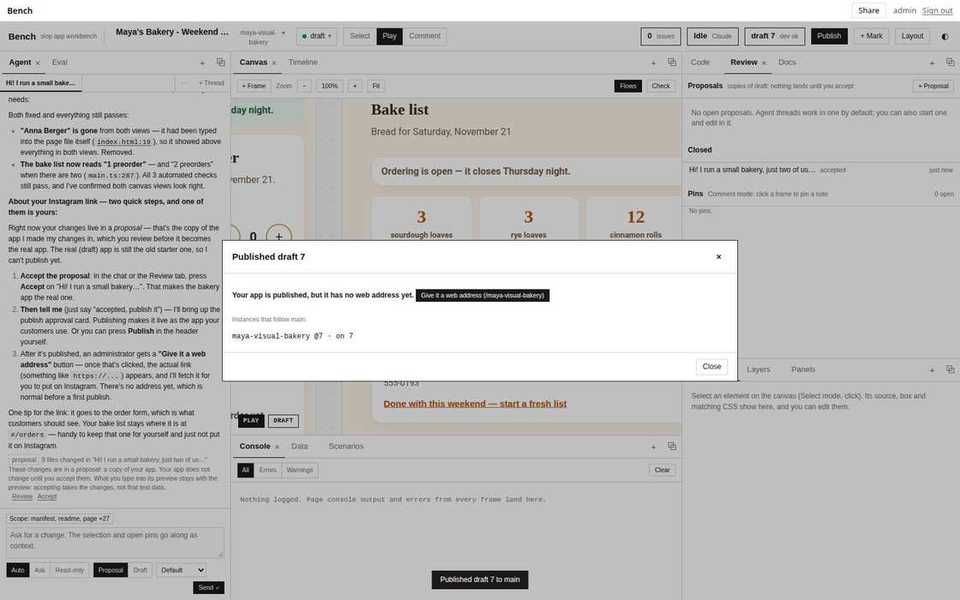 Bench
Share
admin
Sign out
Bench
slop app workbench
Maya's Bakery - Weekend ...
maya-visual-bakery
draft
Select
Play
Comment
0 issues
Idle Claude
draft 7 dev ok
Publish
+ Mark
Layout
Agent ×
Eval
Hi! I run a small bake...
+ Thread
needs:
Both fixed and everything still passes:
"Anna Berger" is gone from both views — it had been typed
into the page file itself (index.html:19), so it showed above
everything in both views. Removed.
The bake list now reads "1 preorder" — and "2 preorders"
when there are two (main.ts:287). All 3 automated checks
still pass, and I've confirmed both canvas views look right.
About your Instagram link — two quick steps, and one of
them is yours:
Right now your changes live in a proposal — that's the copy of the
app I made my changes in, which you review before it becomes
the real app. The real (draft) app is still the old starter one, so I
can't publish yet.
1. Accept the proposal: in the chat or the Review tab, press
Accept on "Hi! I run a small bakery…". That makes the bakery
app the real one.
2. Then tell me (just say "accepted, publish it") — I'll bring up the
publish approval card. Publishing makes it live as the app your
customers use. Or you can press Publish in the header
yourself.
3. After it's published, an administrator gets a "Give it a web
address" button — once that's clicked, the actual link
(something like https://...) appears, and I'll fetch it for
you to put on Instagram. There's no address yet, which is
normal before a first publish.
One tip for the link: it goes to the order form, which is what
customers should see. Your bake list stays where it is at
#/orders — handy to keep that one for yourself and just not put
it on Instagram.
proposal 9 files changed in "Hi! I run a small bakery, just two of us…"
These changes are in a proposal: a copy of your app. Your app does not
change until you accept them. What you type into its preview stays with the
preview: accepting takes the changes, not that test data.
Review Accept
Scope: manifest, readme, page +27
Ask for a change. The selection and open pins go along as
context.
Auto
Ask
Read-only
Proposal
Draft
Default
Send
Canvas ×
Timeline
+ Frame
Zoom
−
100%
+
Fit
Flows
Check
day night.
vember 21.
0
+
Bake list
Bread for Saturday, November 21
Ordering is open — it closes Thursday night.
3
sourdough loaves
3
rye loaves
12
cinnamon rolls
Done with this weekend — start a fresh list
PLAY
DRAFT
Console ×
Data
Scenarios
All
Errors
Warnings
Clear
Nothing logged. Page console output and errors from every frame land here.
Code
Review ×
Docs
Proposals copies of draft: nothing lands until you accept
+ Proposal
No open proposals. Agent threads work in one by default; you can also start one
and edit in it.
Closed
Hi! I run a small bakery, just two of us… accepted
just now
Pins Comment mode: click a frame to pin a note
0 open
No pins.
Layers
Panels
Select an element on the canvas (Select mode, click). Its source, box and
matching CSS show here, and you can edit them.
Published draft 7
×
Your app is published, but it has no web address yet. Give it a web address (/maya-visual-bakery)
Instances that follow main:
maya-visual-bakery @7 · on 7
Close
Published draft 7 to main